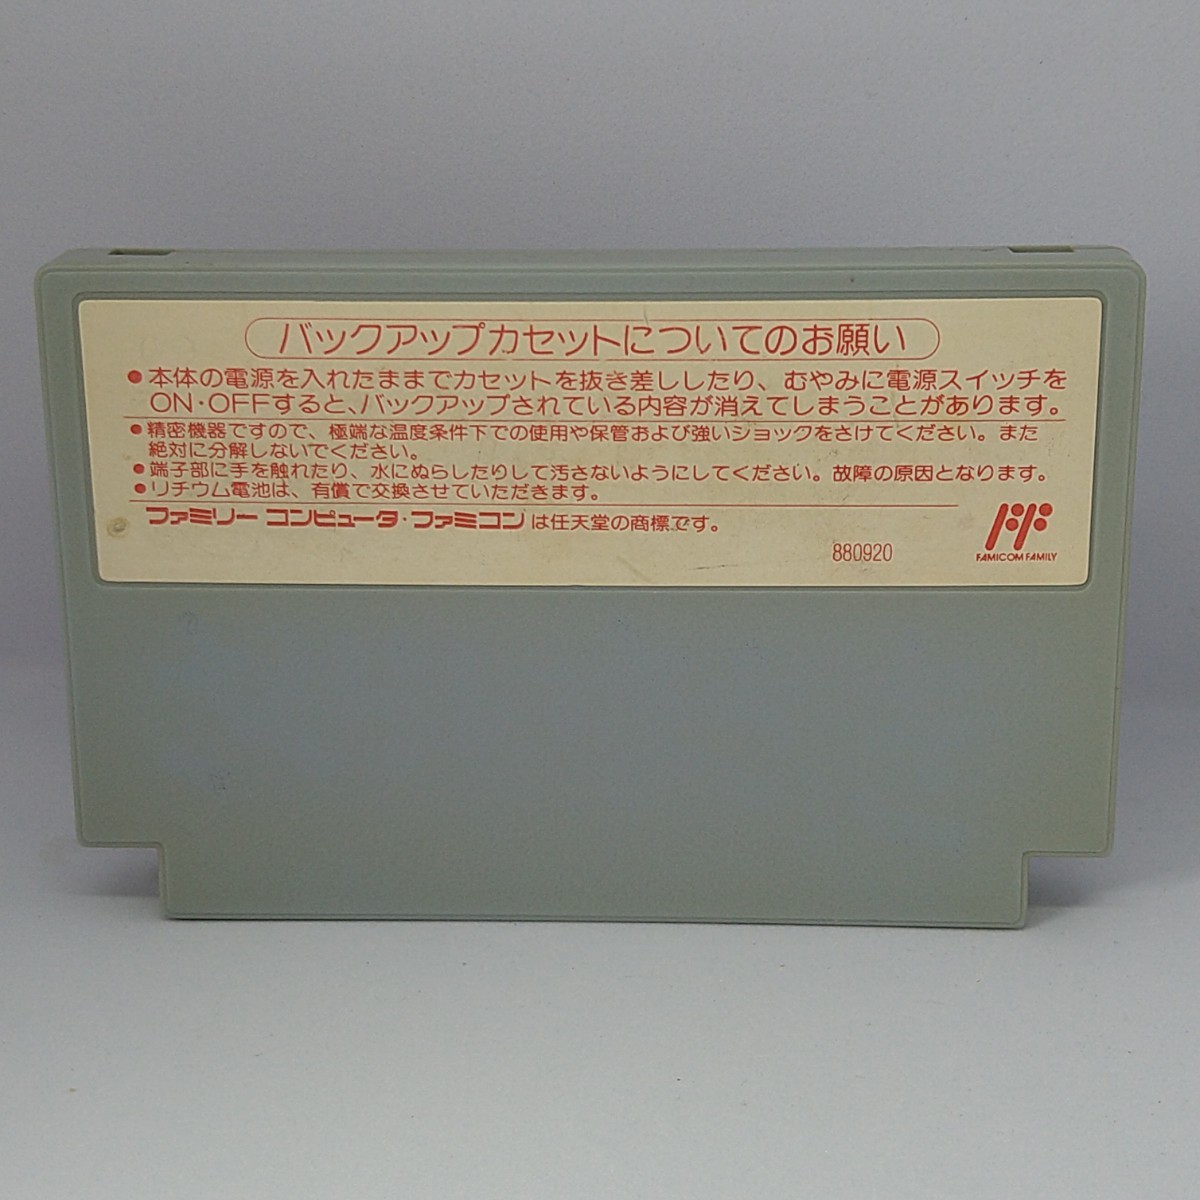 バックアップカセットについてのお願い
●本体の電源を入れたままでカセットを抜き差ししたり、むやみに電源スイッチを
ON・OFFすると、バックアップされている内容が消えてしまうことがあります。
●精密機器ですので、極端な温度条件下での使用や保管および強いショックをさけてください。また
絶対に分解しないでください。
●端子部に手を触れたり、水にぬらしたりして汚さないようにしてください。故障の原因となります。
●リチウム電池は、有償で交換させていただきます。
ファミリー コンピュータ・ファミコン は任天堂の商標です。
880920
FAMICOM FAMILY